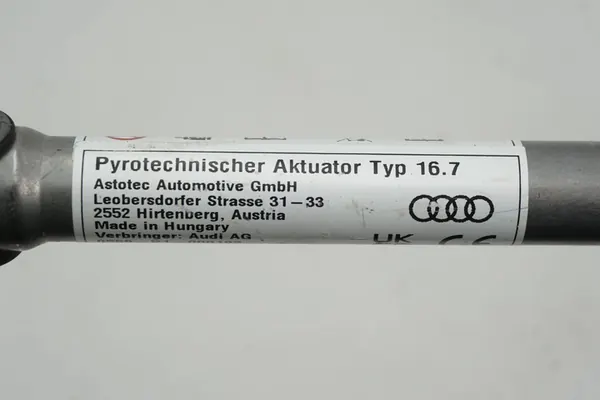 Pyrotechnischer Aktuator Typ 16.7
Astotec Automotive GmbH
Leobersdorfer Strasse 31–33
2552 Hirtenberg, Austria
Made in Hungary
Verbringer: Audi AG
UK CE